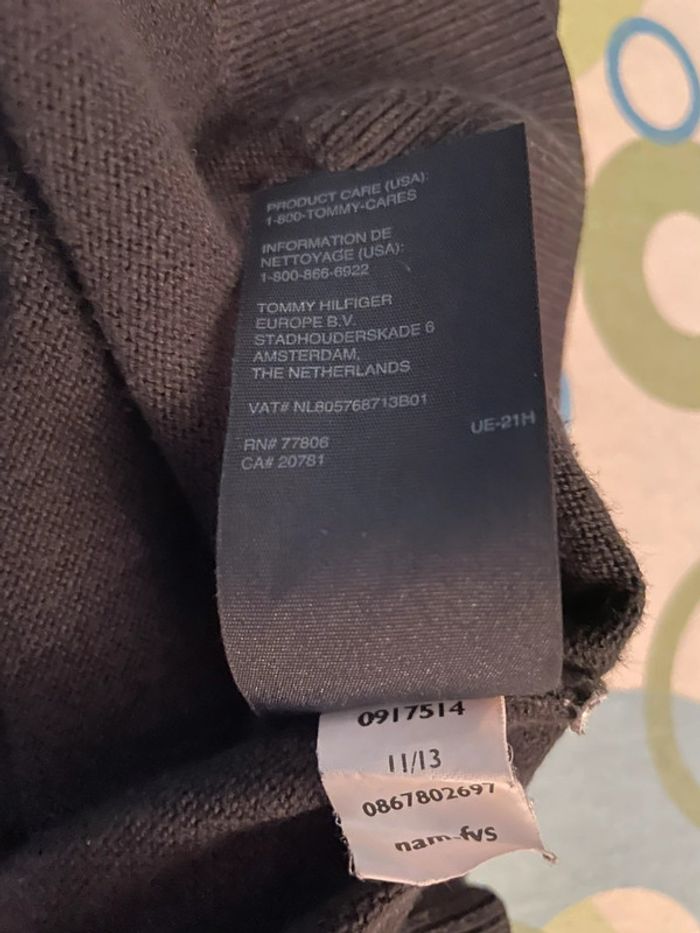 PRODUCT CARE (USA):
1-800-TOMMY-CARES
INFORMATION DE
NETTOYAGE (USA):
1-800-866-6922
TOMMY HILFIGER
EUROPE B.V.
STADHOUDERSKADE 6
AMSTERDAM,
THE NETHERLANDS
VAT# NL805768713B01
UE-21H
RN# 77806
CA# 20781
0917514
11/13
0867802697
nam-fvs